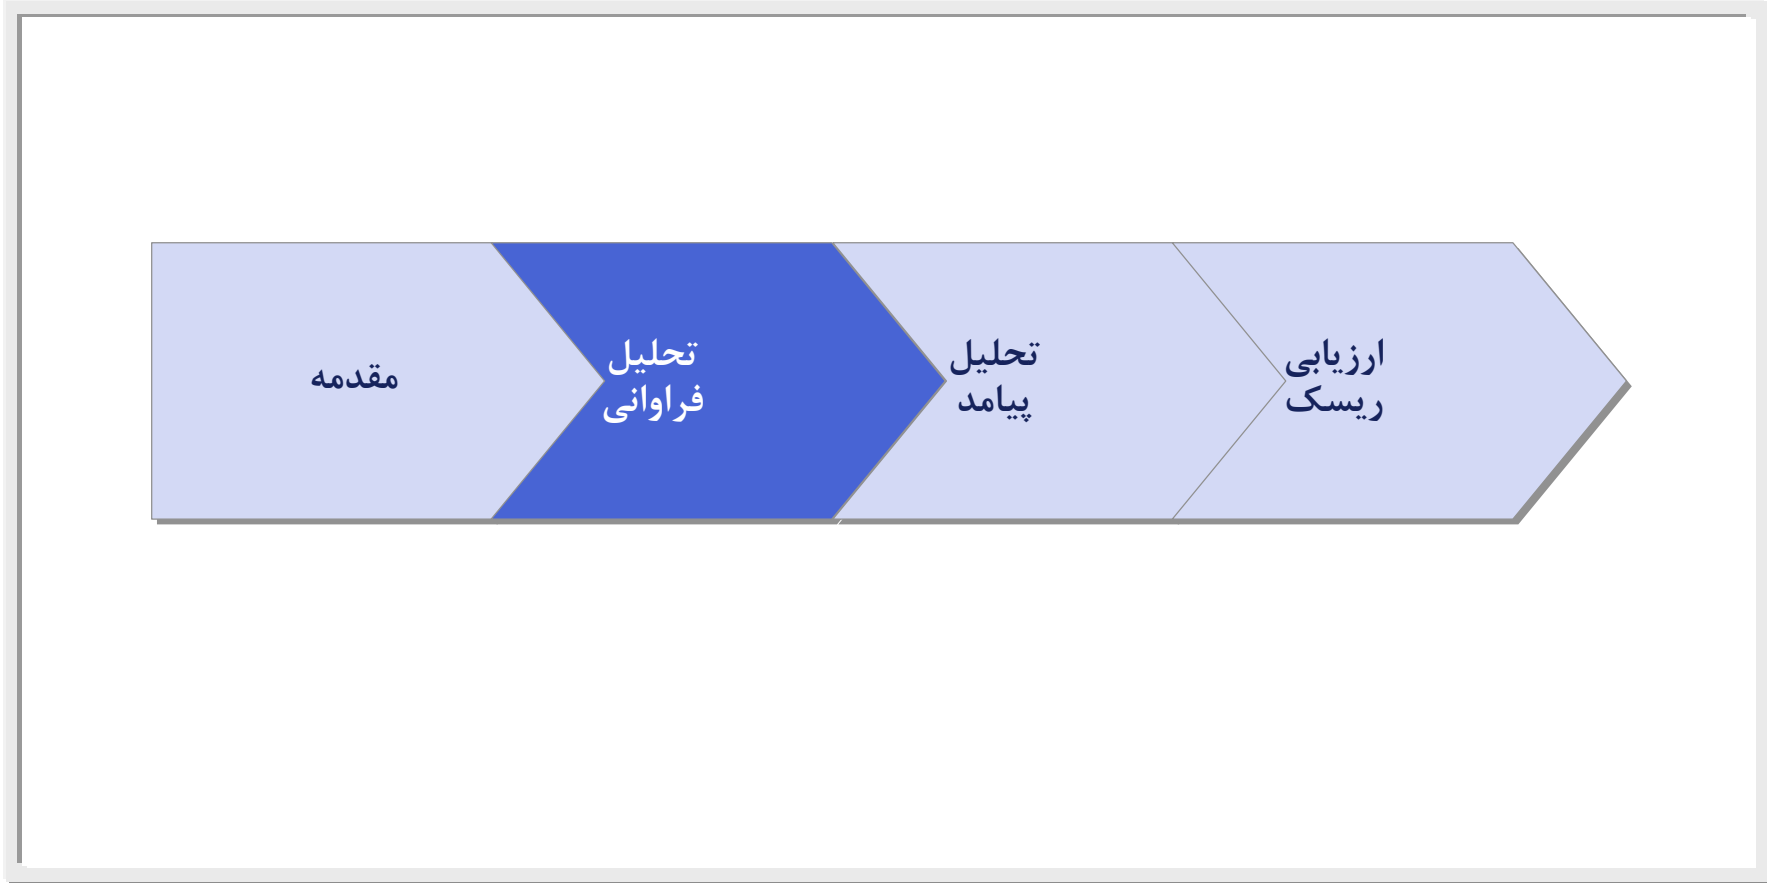 مقدمه
تحلیل
فراوانی
تحلیل
پیامد
ارزیابی
ریسک